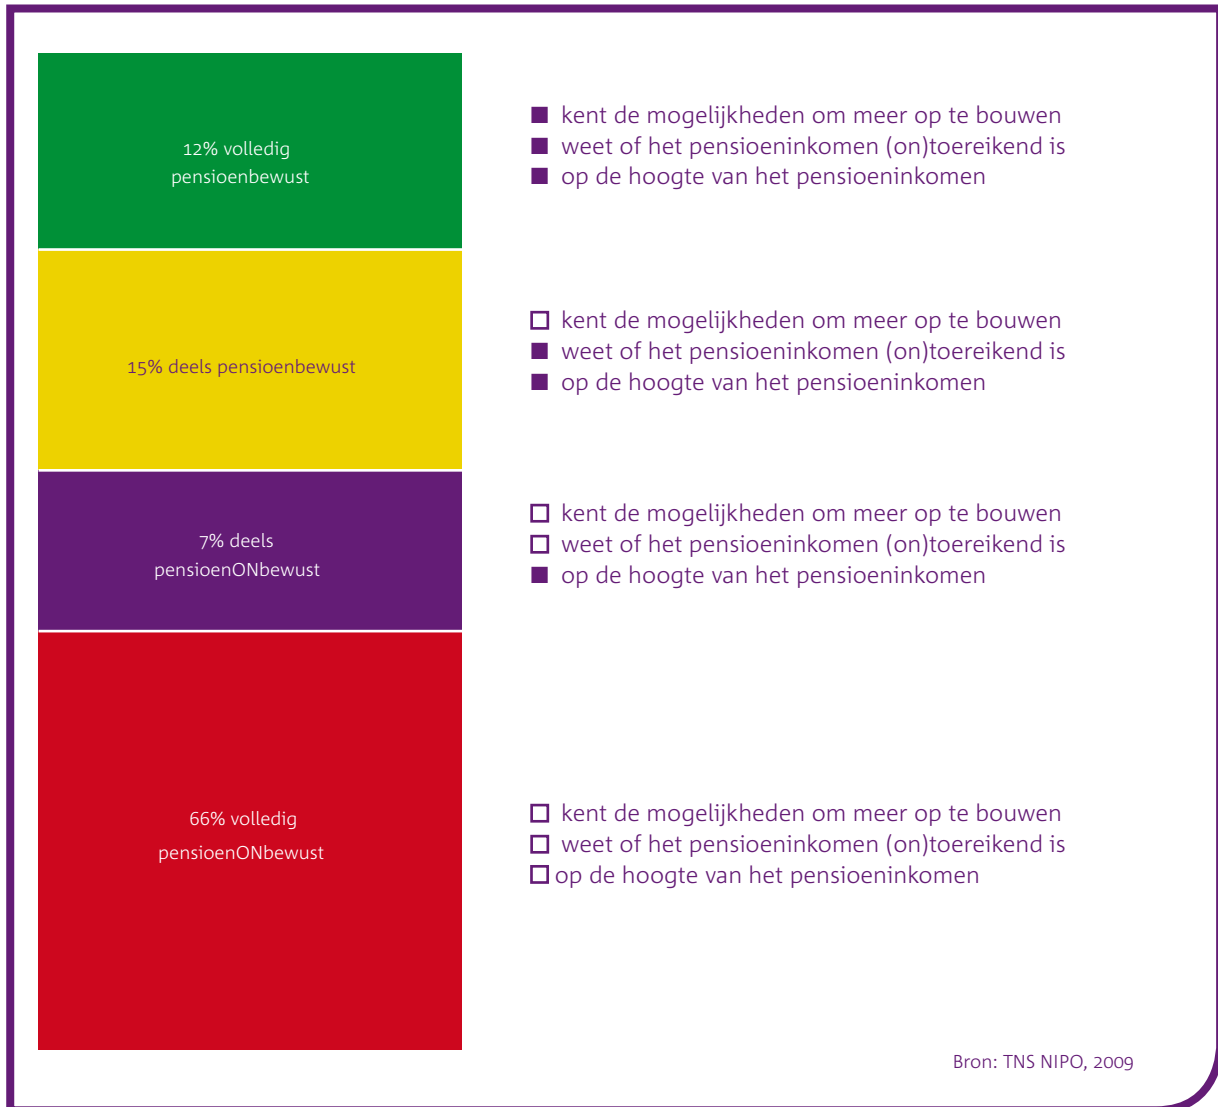 12% volledig
pensioenbewust
kent de mogelijkheden om meer op te bouwen
weet of het pensioeninkomen (on)toereikend is
op de hoogte van het pensioeninkomen
15% deels pensioenbewust
kent de mogelijkheden om meer op te bouwen
weet of het pensioeninkomen (on)toereikend is
op de hoogte van het pensioeninkomen
7% deels
pensioenONbewust
kent de mogelijkheden om meer op te bouwen
weet of het pensioeninkomen (on)toereikend is
op de hoogte van het pensioeninkomen
66% volledig
pensioenONbewust
kent de mogelijkheden om meer op te bouwen
weet of het pensioeninkomen (on)toereikend is
op de hoogte van het pensioeninkomen
Bron: TNS NIPO, 2009